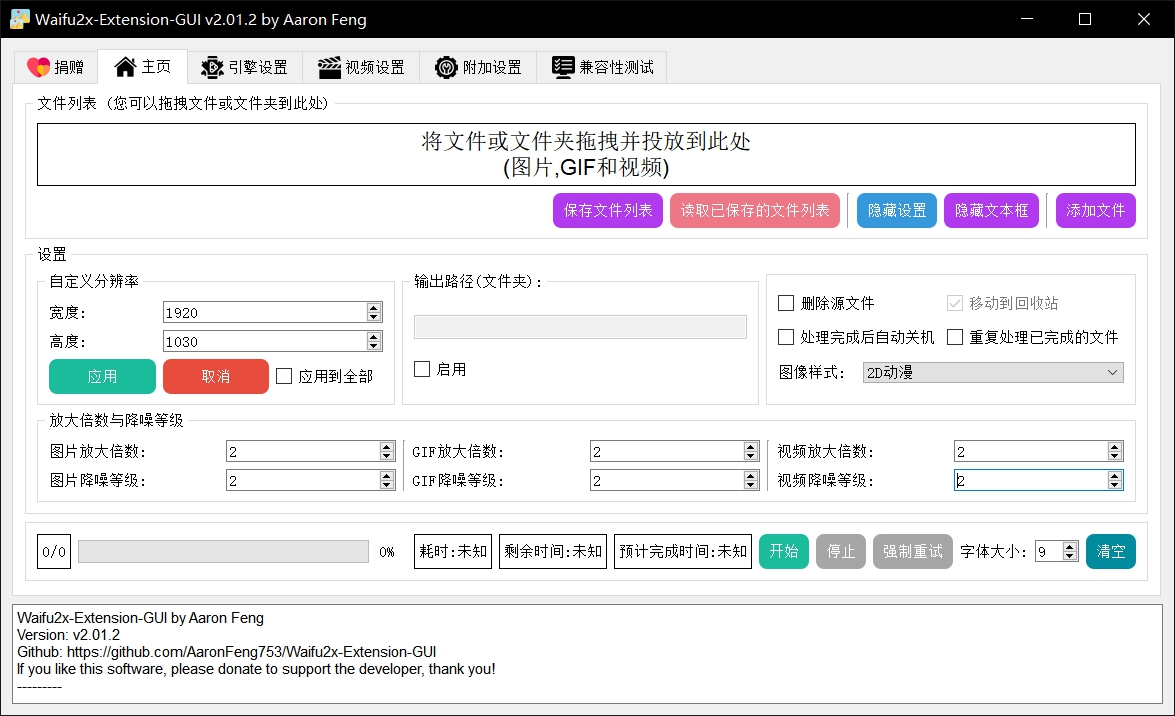 Waifu2x-Extension-GUI v2.01.2 by Aaron Feng
捐赠 主页 引擎设置 视频设置 附加设置 兼容性测试
文件列表 (您可以拖拽文件或文件夹到此处)
将文件或文件夹拖拽并投放到此处
(图片,GIF和视频)
保存文件列表 读取已保存的文件列表 隐藏设置 隐藏文本框 添加文件
设置
自定义分辨率
宽度: 1920
高度: 1030
应用 取消 应用到全部
输出路径(文件夹):
启用
删除源文件 移动到回收站
处理完成后自动关机 重复处理已完成的文件
图像样式: 2D动漫
放大倍数与降噪等级
图片放大倍数: 2 GIF放大倍数: 2 视频放大倍数: 2
图片降噪等级: 2 GIF降噪等级: 2 视频降噪等级: 2
0/0 0% 耗时:未知 剩余时间:未知 预计完成时间:未知 开始 停止 强制重试 字体大小: 9 清空
Waifu2x-Extension-GUI by Aaron Feng
Version: v2.01.2
Github: https://github.com/AaronFeng753/Waifu2x-Extension-GUI
If you like this software, please donate to support the developer, thank you!
---------